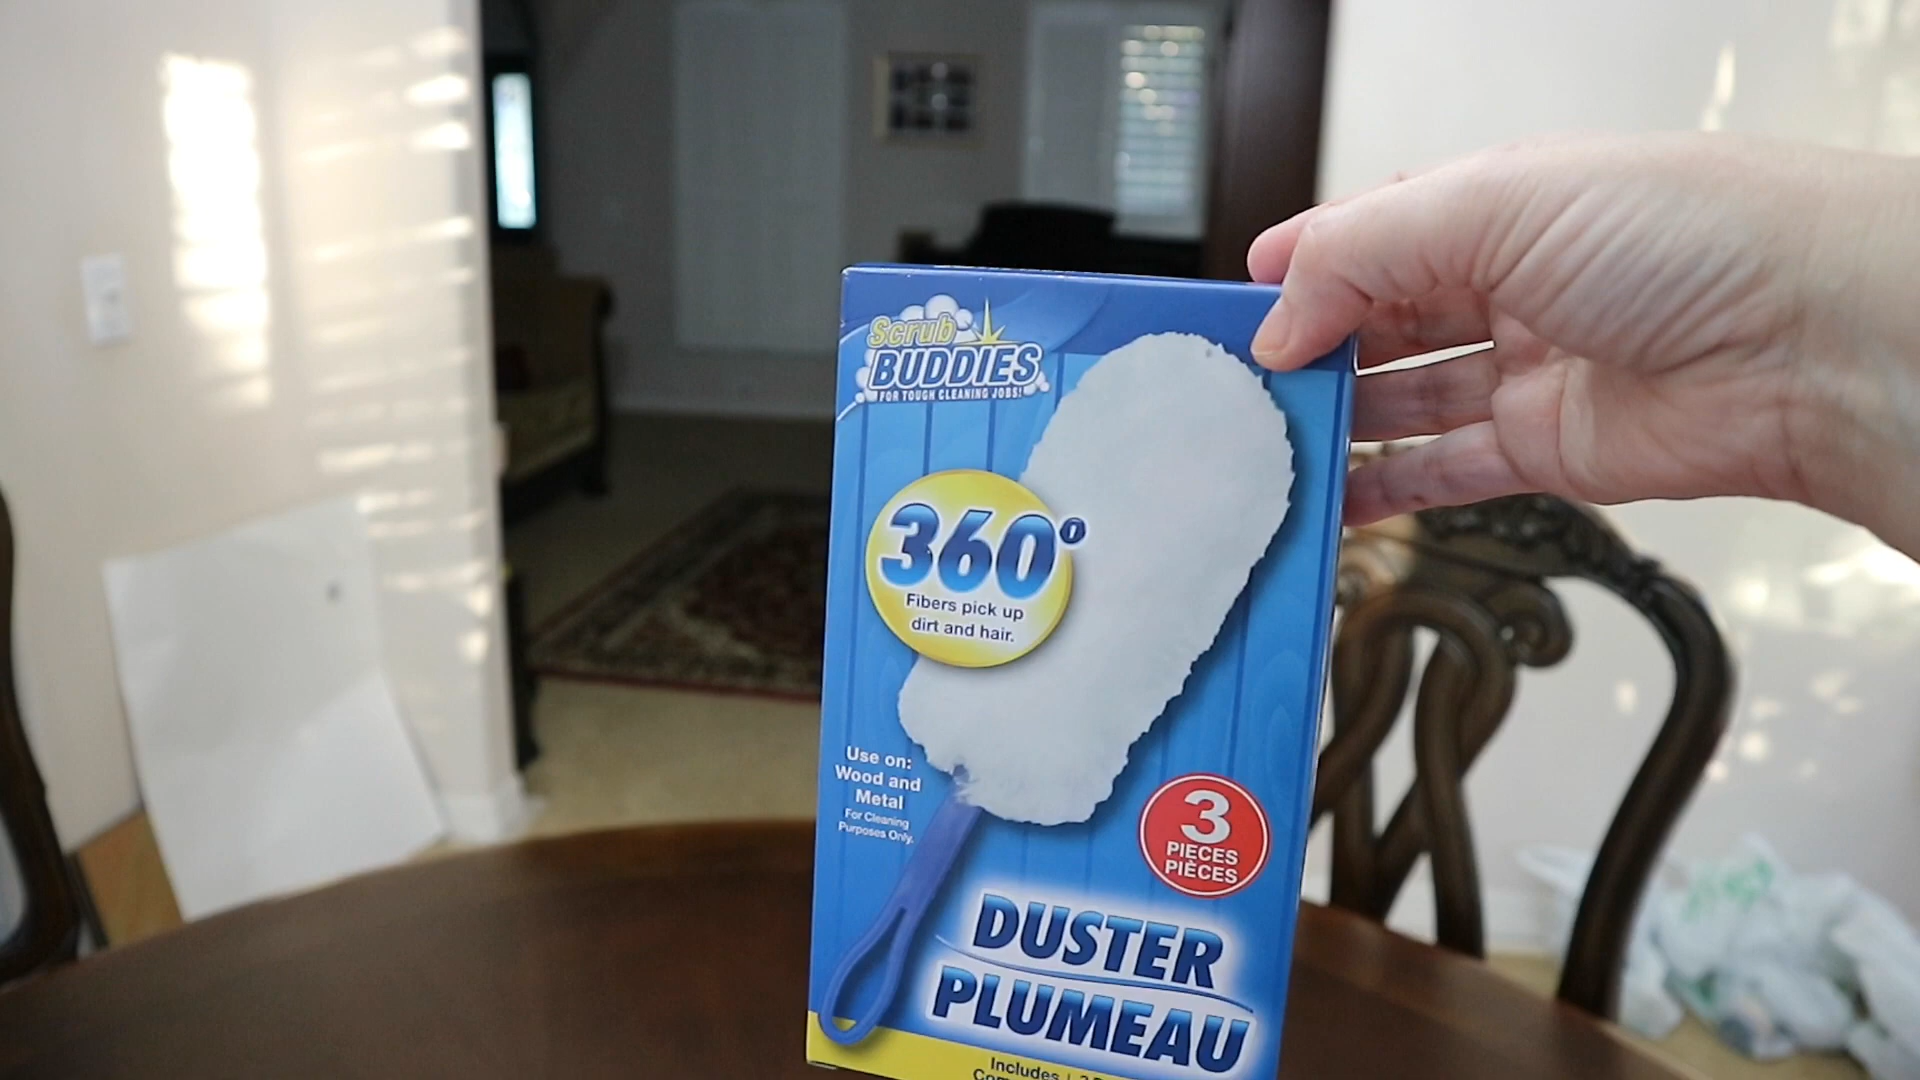 Scrub
BUDDIES
FOR TOUGH CLEANING JOBS!
360°
Fibers pick up
dirt and hair.
Use on:
Wood and
Metal
For Cleaning
Purposes Only.
3
PIECES
PIÈCES
DUSTER
PLUMEAU
Includes